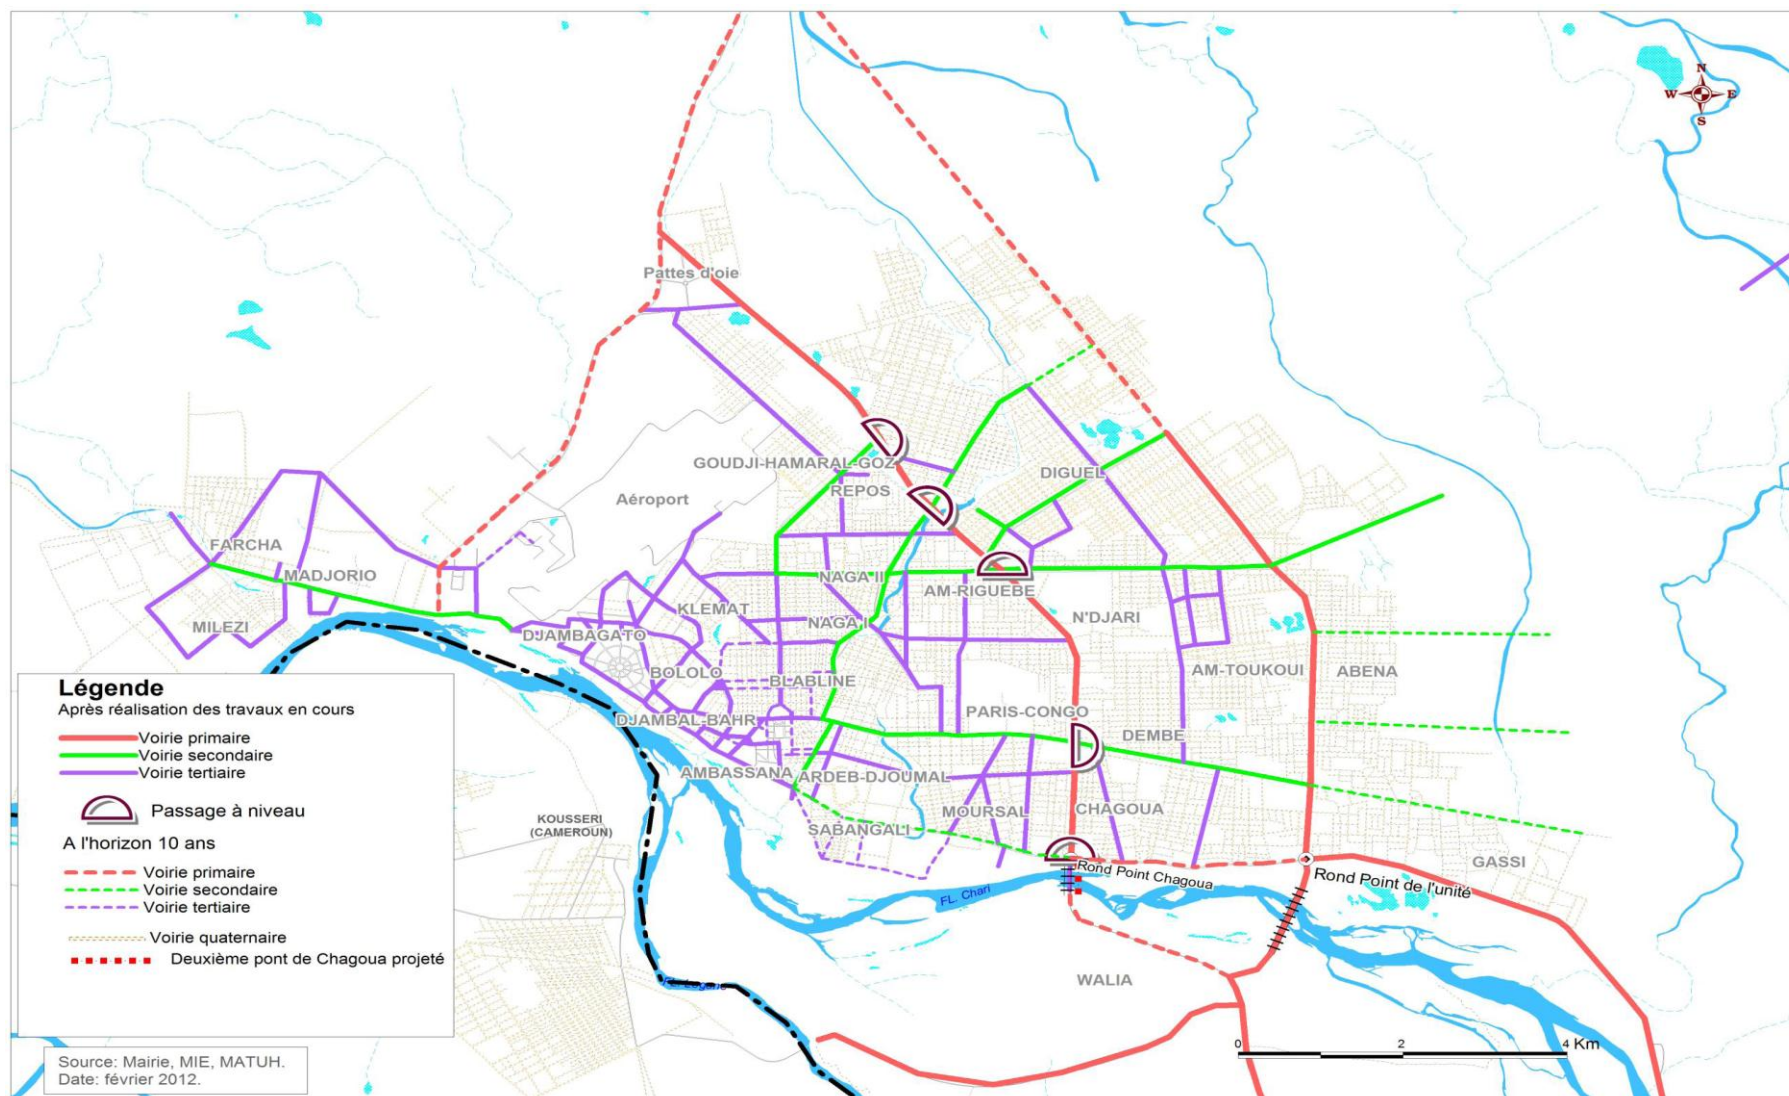 N
W
E
S
Pattes d'oie
GOUDJI-HAMARAL-GOZ
DIGUEL
REPOS
Aéroport
FARCHA
MADJORIO
NAGA II
AM-RIGUEBE
KLEMAT
N'DJARI
MILEZI
NAGA I
DJAMBAGATO
BOLOLO
BLABLINE
AM-TOUKOUI
ABENA
DJAMBAL-BAHR
PARIS-CONGO
DEMBE
AMBASSANA
ARDEB-DJOUMAL
MOURSAL
CHAGOUA
KOUSSERI
(CAMEROUN)
SABANGALI
GASSI
Rond Point Chagoua
Rond Point de l'unité
FL. Chari
WALIA
0
2
4 Km
Légende
Après réalisation des travaux en cours
Voirie primaire
Voirie secondaire
Voirie tertiaire
Passage à niveau
A l'horizon 10 ans
Voirie primaire
Voirie secondaire
Voirie tertiaire
Voirie quaternaire
Deuxième pont de Chagoua projeté
Source: Mairie, MIE, MATUH.
Date: février 2012.